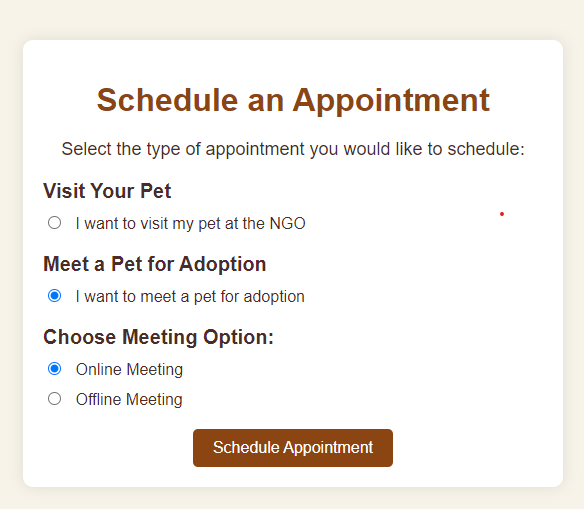 Schedule an Appointment
Select the type of appointment you would like to schedule:
Visit Your Pet
I want to visit my pet at the NGO
Meet a Pet for Adoption
I want to meet a pet for adoption
Choose Meeting Option:
Online Meeting
Offline Meeting
Schedule Appointment